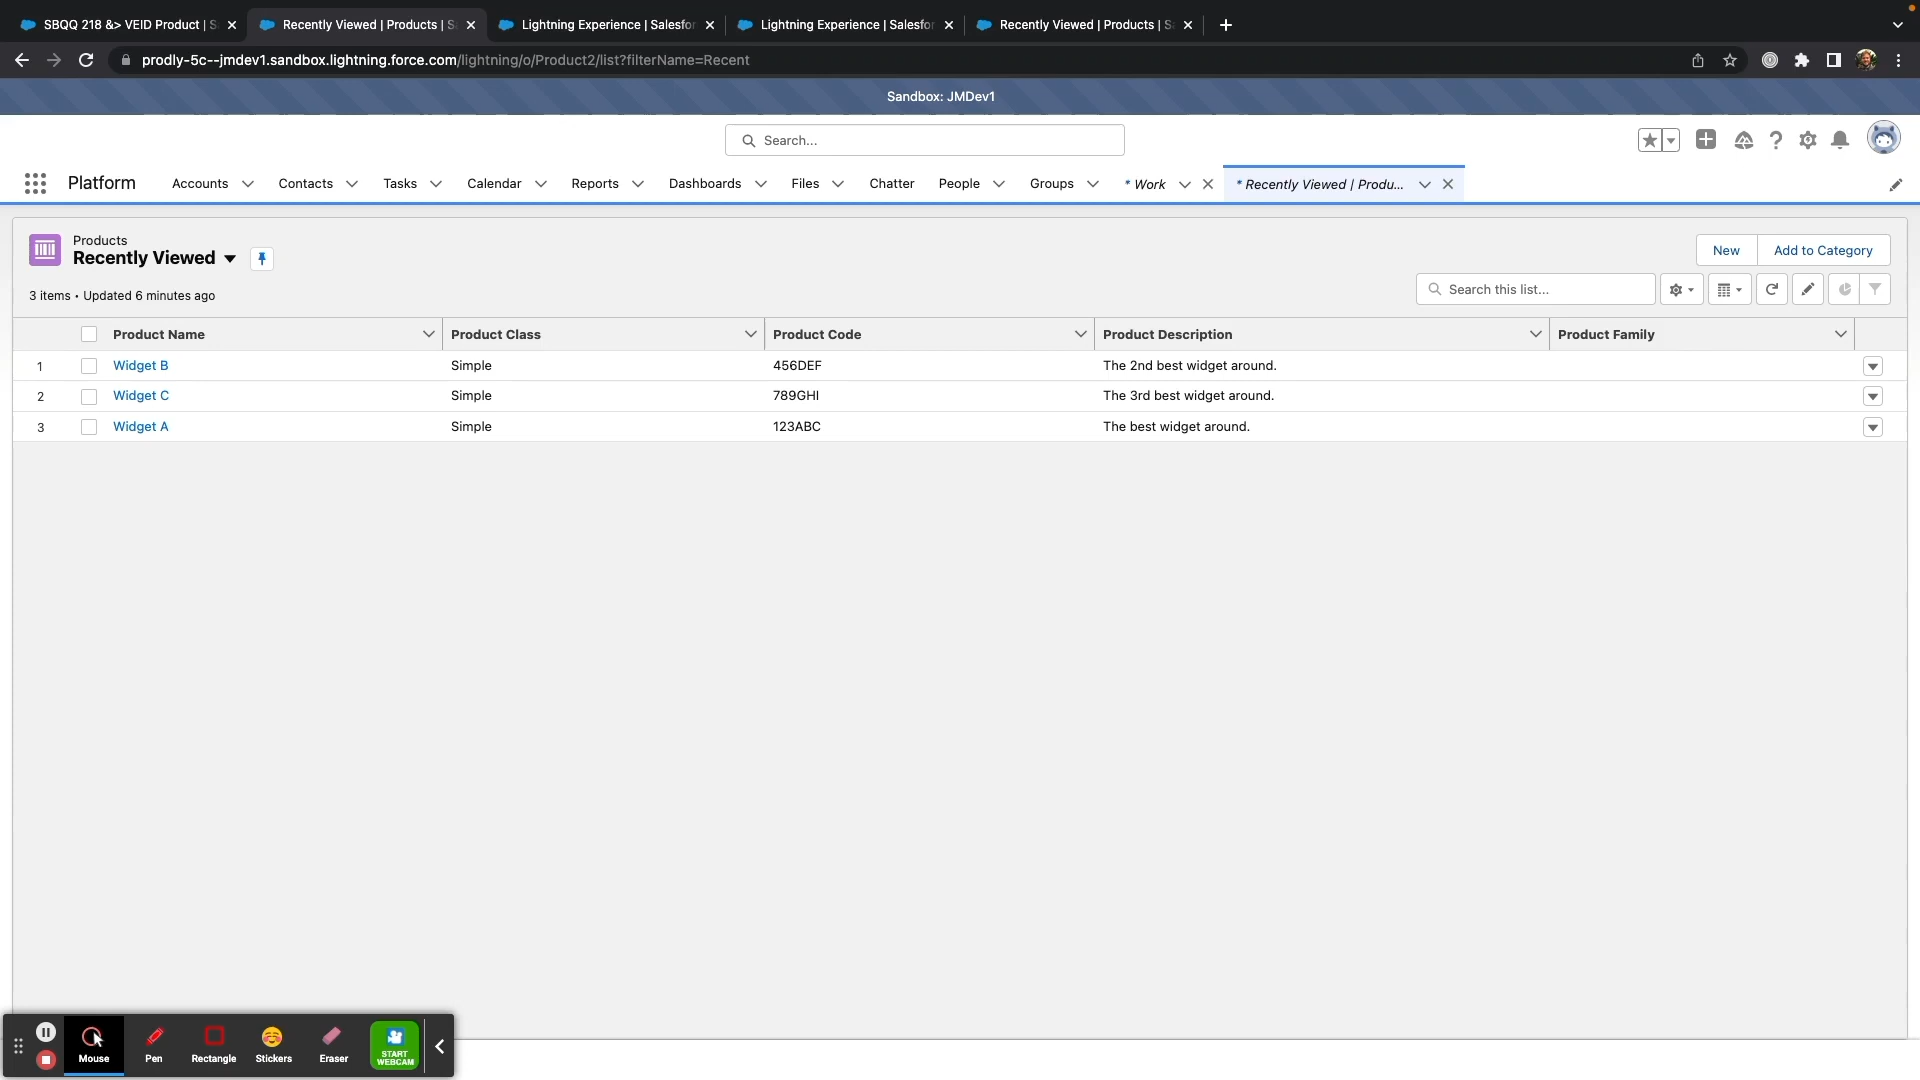 SBQQ 218 &> VEID Product | S
Recently Viewed | Products | S
Lightning Experience | Salesfor
Lightning Experience | Salesfor
Recently Viewed | Products | S
prodly-5c--jmdev1.sandbox.lightning.force.com/lightning/o/Product2/list?filterName=Recent
Sandbox: JMDev1
Search...
Platform Accounts Contacts Tasks Calendar Reports Dashboards Files Chatter People Groups * Work * Recently Viewed | Produ...
Products
Recently Viewed
New Add to Category
3 items • Updated 6 minutes ago
Search this list...
Product Name Product Class Product Code Product Description Product Family
1 Widget B Simple 456DEF The 2nd best widget around.
2 Widget C Simple 789GHI The 3rd best widget around.
3 Widget A Simple 123ABC The best widget around.
Mouse Pen Rectangle Stickers Eraser
START
WEBCAM